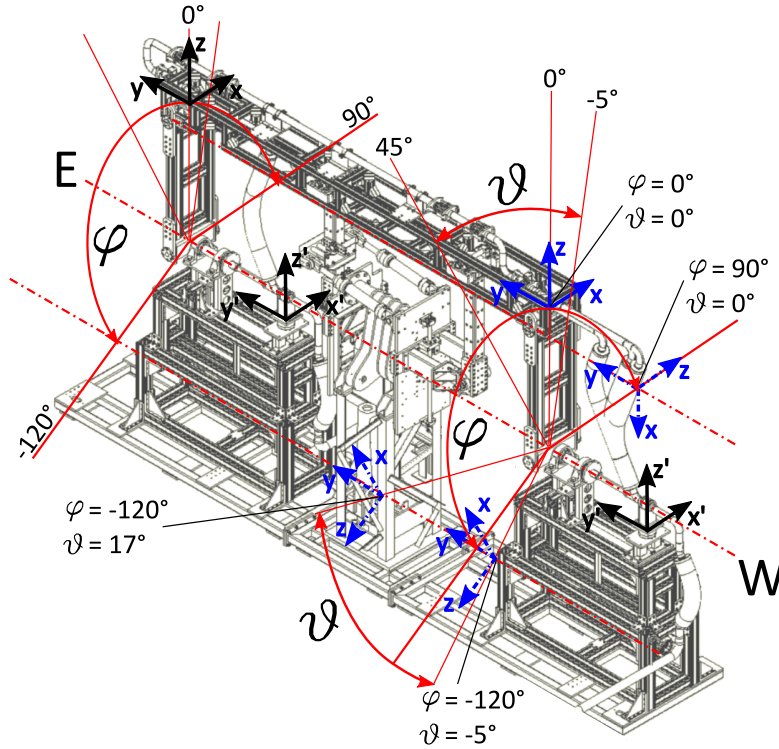 0°
z
y
x
90°
0°
-5°
45°
ϑ
φ = 0°
ϑ = 0°
E
φ
z
y
x
φ = 90°
ϑ = 0°
z'
y'
x'
y
z
x
-120°
φ
x
y
z
x
y
z
z'
y'
x'
φ = -120°
ϑ = 17°
W
ϑ
φ = -120°
ϑ = -5°